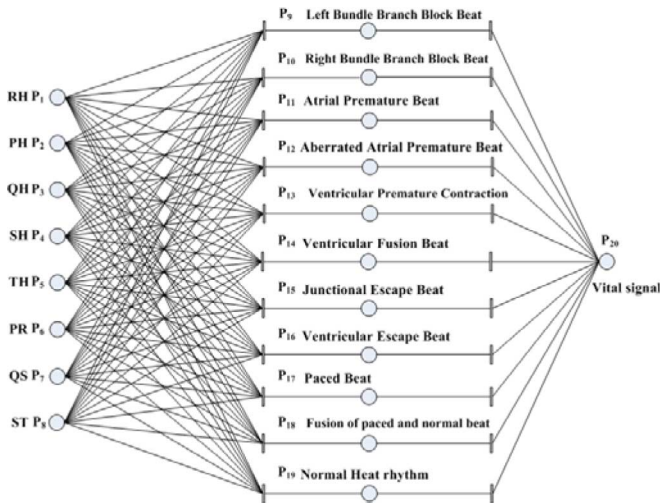 RH P1
PH P2
QH P3
SH P4
TH P5
PR P6
QS P7
ST P8
P9 Left Bundle Branch Block Beat
P10 Right Bundle Branch Block Beat
P11 Atrial Premature Beat
P12 Aberrated Atrial Premature Beat
P13 Ventricular Premature Contraction
P14 Ventricular Fusion Beat
P15 Junctional Escape Beat
P16 Ventricular Escape Beat
P17 Paced Beat
P18 Fusion of paced and normal beat
P19 Normal Heat rhythm
P20
Vital signal